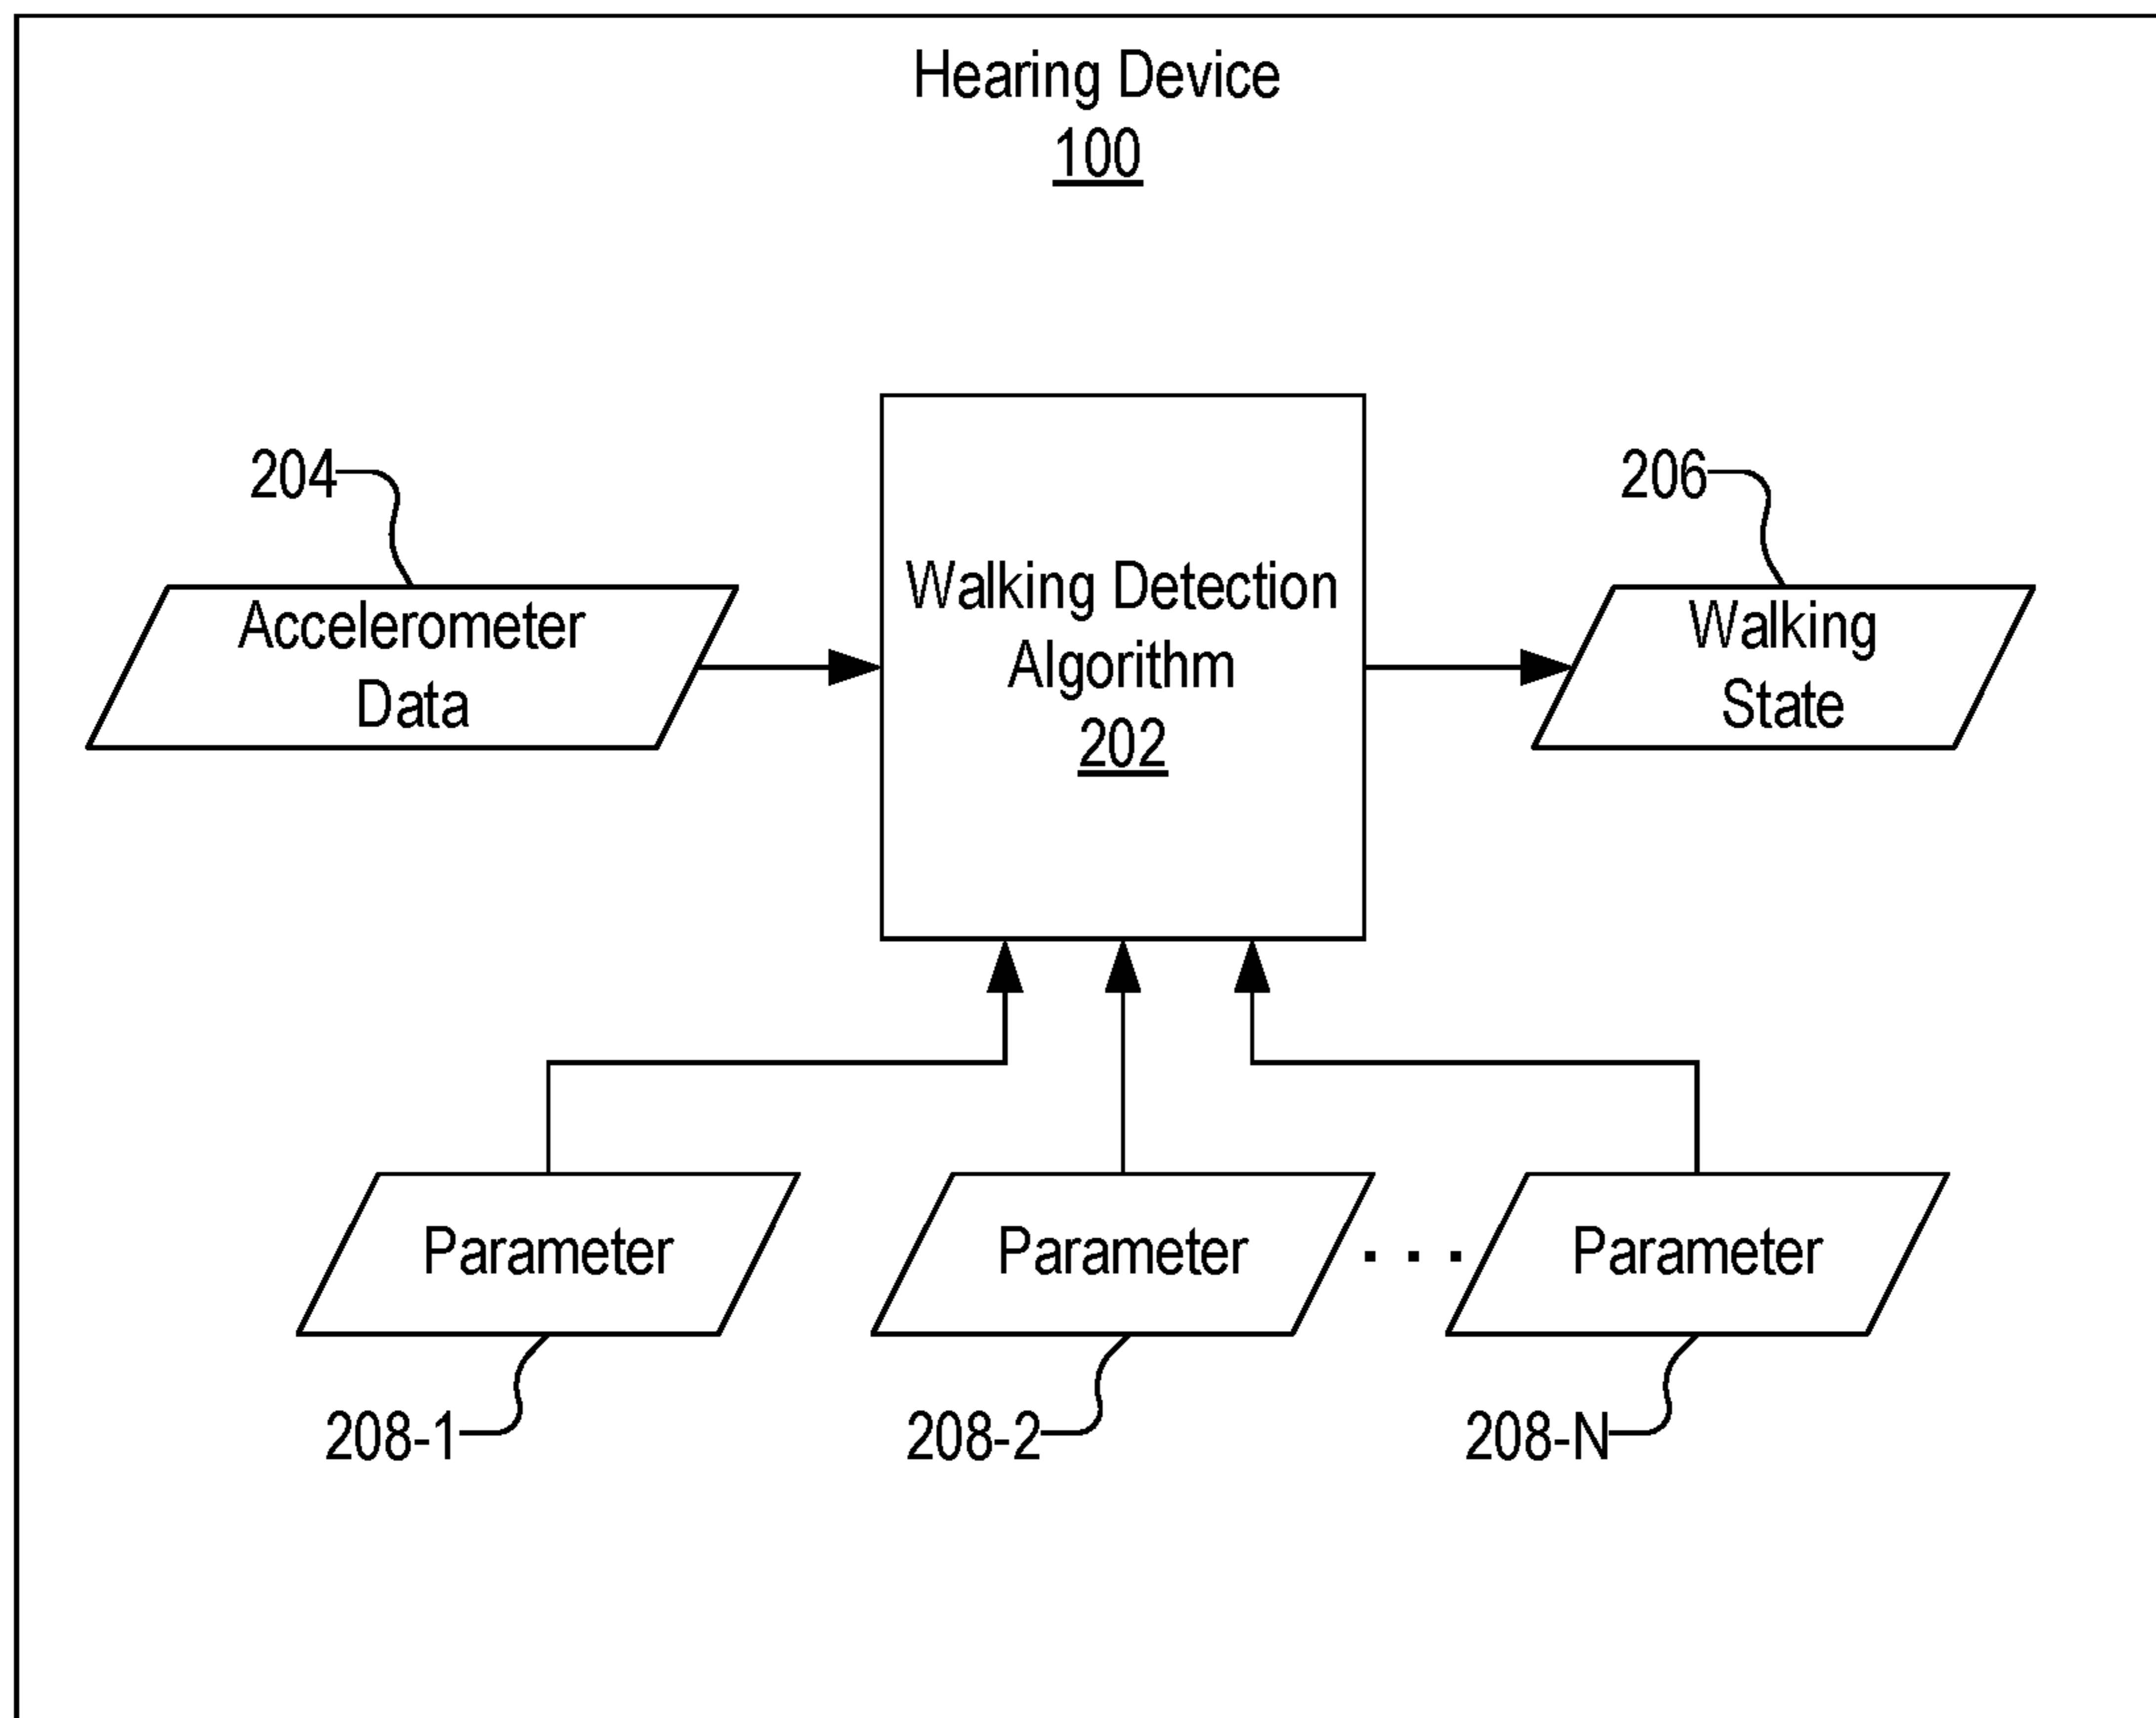 Hearing Device
100
204
206
Accelerometer
Data
Walking Detection
Algorithm
202
Walking
State
Parameter
Parameter
. . .
Parameter
208-1
208-2
208-N